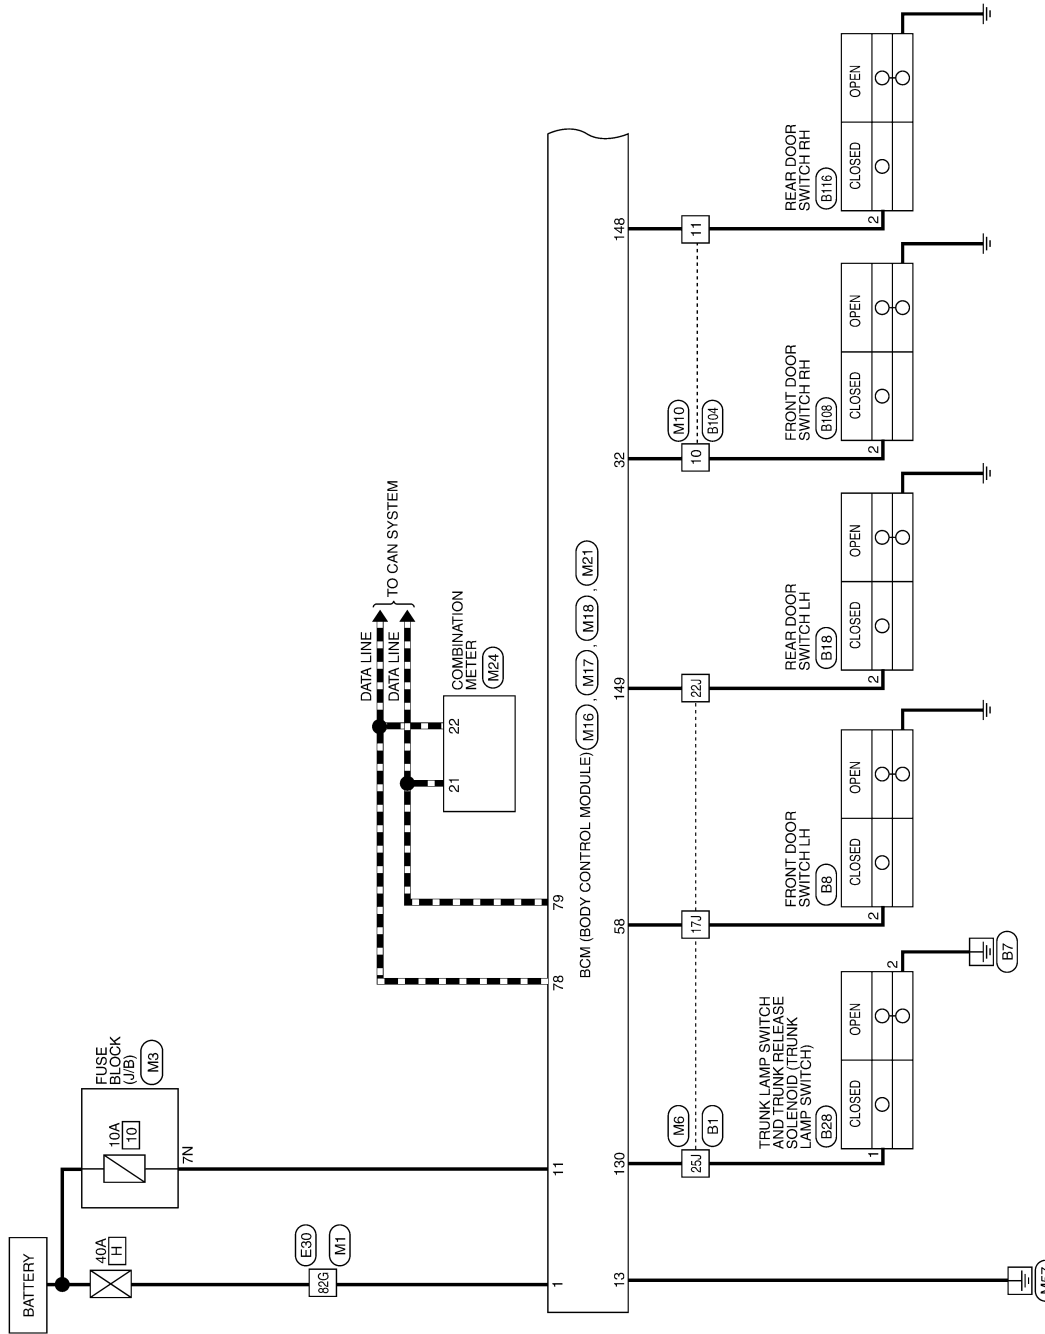 BATTERY
40A
H
E30
82G
M1
1
FUSE
BLOCK
(J/B)
M3
10A
10
7N
11
DATA LINE
DATA LINE
TO CAN SYSTEM
COMBINATION
METER
M24
21
22
78
79
BCM (BODY CONTROL MODULE) M16 , M17 , M18 , M21
13
130
58
149
32
148
M6
25J
B1
17J
22J
M10
10
B104
11
TRUNK LAMP SWITCH
AND TRUNK RELEASE
SOLENOID (TRUNK
LAMP SWITCH)
B28
CLOSED
OPEN
1
2
B7
FRONT DOOR
SWITCH LH
B8
CLOSED
OPEN
2
REAR DOOR
SWITCH LH
B18
CLOSED
OPEN
2
FRONT DOOR
SWITCH RH
B108
CLOSED
OPEN
2
REAR DOOR
SWITCH RH
B116
CLOSED
OPEN
2